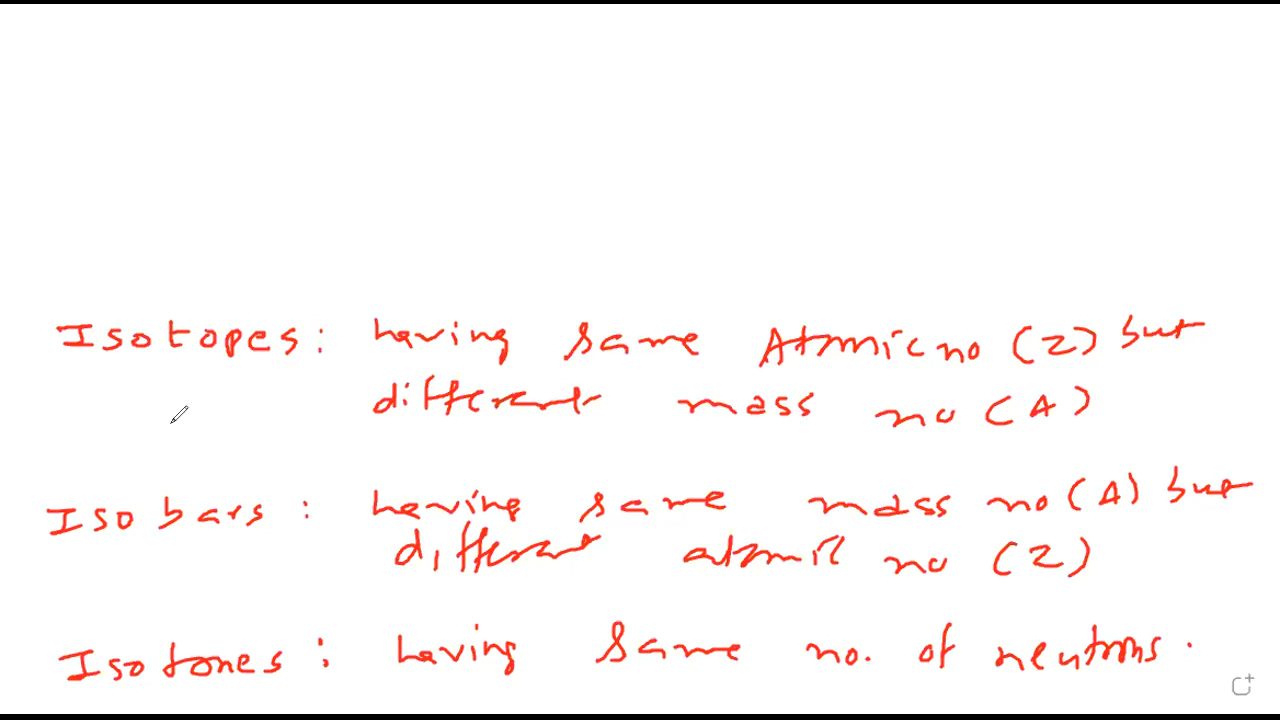 Isotopes: having same Atomic no (Z) but
different mass no (A)
Isobars: having same mass no (A) but
different atomic no (Z)
Isotones: having same no. of neutrons.